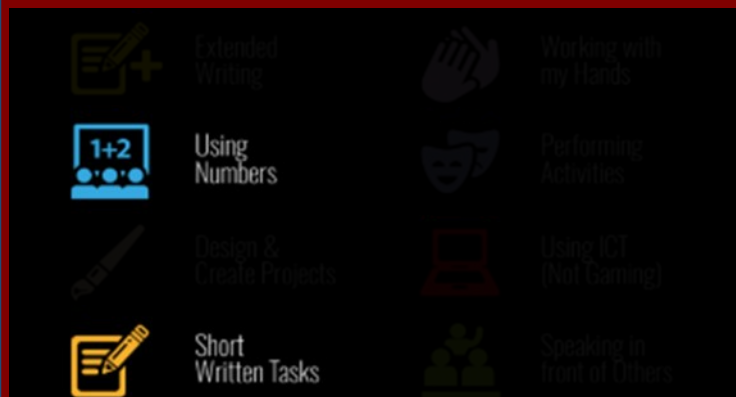 Extended
Writing
Working with
my Hands
1+2
Using
Numbers
Performing
Activities
Design &
Create Projects
Using ICT
(Not Gaming)
Short
Written Tasks
Speaking in
front of Others